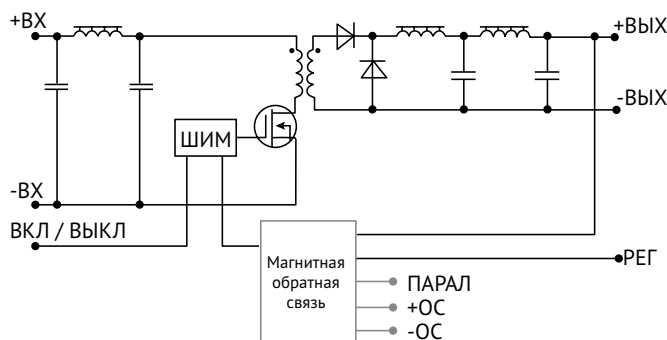 +ВХ
+ВЫХ
-ВЫХ
ШИМ
-ВХ
ВКЛ / ВЫКЛ
Магнитная
обратная
связь
РЕГ
ПАРАЛ
+ОС
-ОС